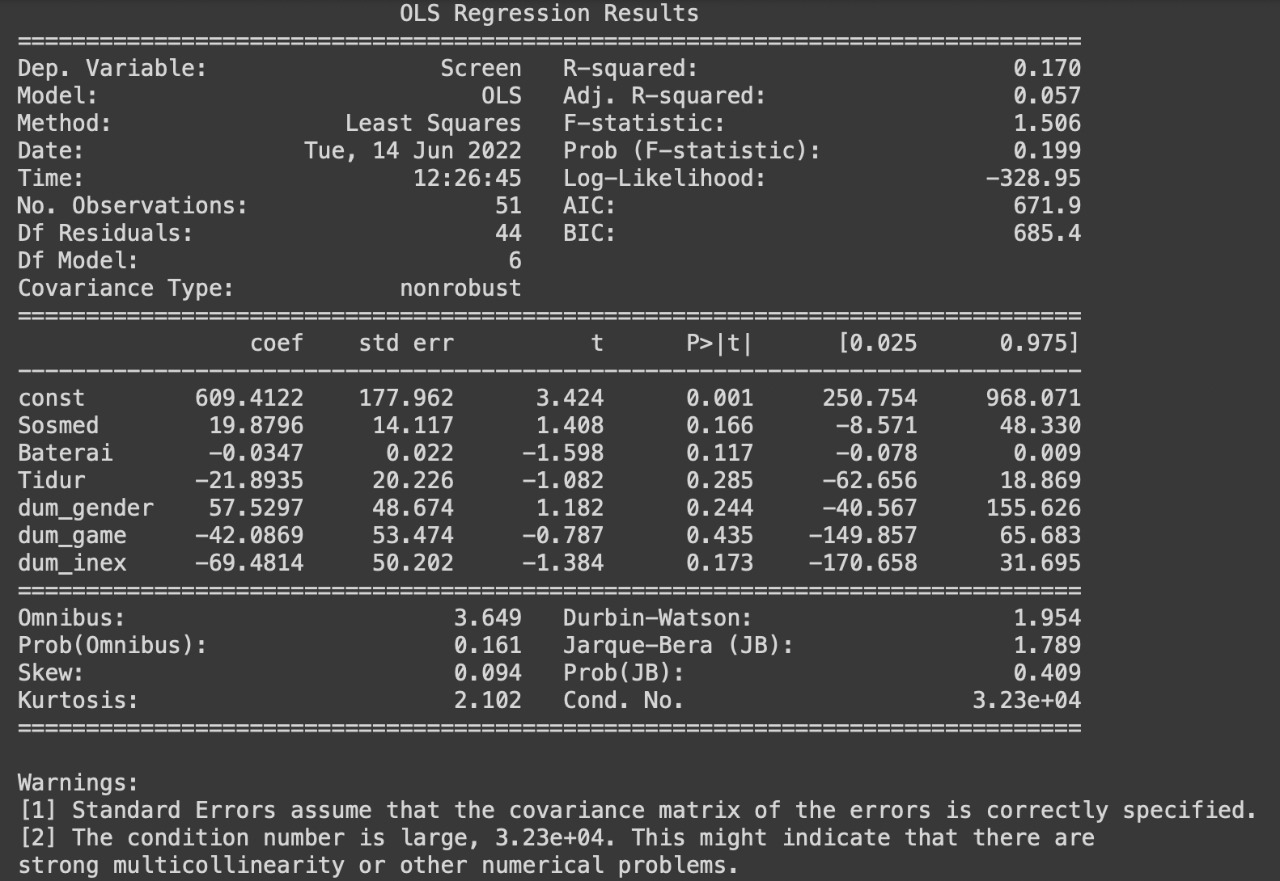 OLS Regression Results
==============================================================================
Dep. Variable: Screen R-squared: 0.170
Model: OLS Adj. R-squared: 0.057
Method: Least Squares F-statistic: 1.506
Date: Tue, 14 Jun 2022 Prob (F-statistic): 0.199
Time: 12:26:45 Log-Likelihood: -328.95
No. Observations: 51 AIC: 671.9
Df Residuals: 44 BIC: 685.4
Df Model: 6
Covariance Type: nonrobust
==============================================================================
coef std err t P>|t| [0.025 0.975]
------------------------------------------------------------------------------
const 609.4122 177.962 3.424 0.001 250.754 968.071
Sosmed 19.8796 14.117 1.408 0.166 -8.571 48.330
Baterai -0.0347 0.022 -1.598 0.117 -0.078 0.009
Tidur -21.8935 20.226 -1.082 0.285 -62.656 18.869
dum_gender 57.5297 48.674 1.182 0.244 -40.567 155.626
dum_game -42.0869 53.474 -0.787 0.435 -149.857 65.683
dum_inex -69.4814 50.202 -1.384 0.173 -170.658 31.695
==============================================================================
Omnibus: 3.649 Durbin-Watson: 1.954
Prob(Omnibus): 0.161 Jarque-Bera (JB): 1.789
Skew: 0.094 Prob(JB): 0.409
Kurtosis: 2.102 Cond. No. 3.23e+04
==============================================================================
Warnings:
[1] Standard Errors assume that the covariance matrix of the errors is correctly specified.
[2] The condition number is large, 3.23e+04. This might indicate that there are
strong multicollinearity or other numerical problems.